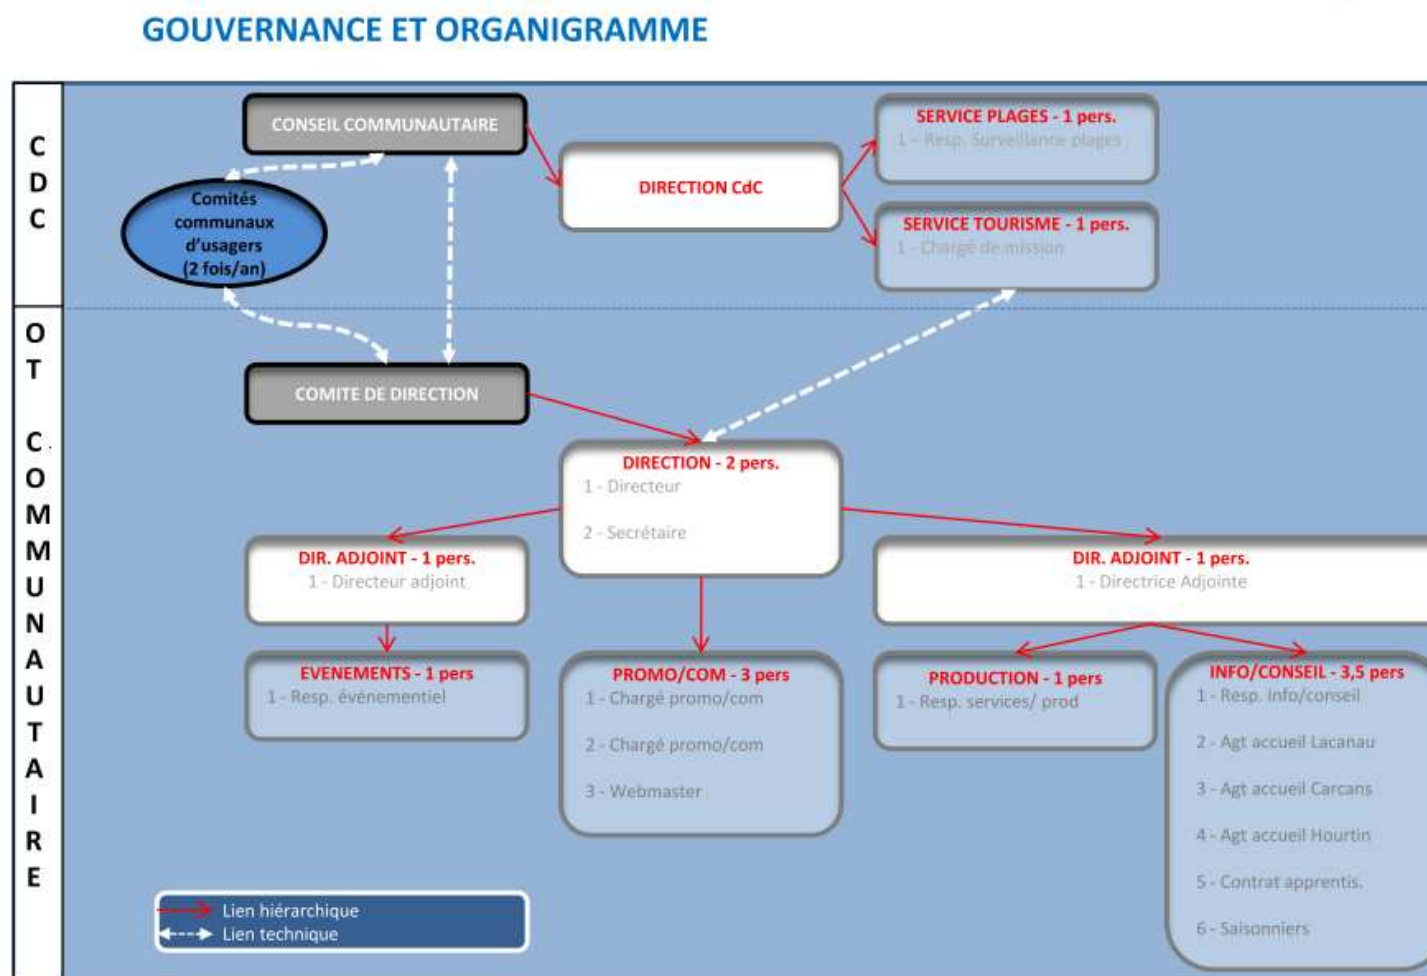 GOUVERNANCE ET ORGANIGRAMME
CDC
CONSEIL COMMUNAUTAIRE
Comités
communaux
d'usagers
(2 fois/an)
DIRECTION CdC
SERVICE PLAGES - 1 pers.
1 - Resp. Surveillance plages
SERVICE TOURISME - 1 pers.
1 - Chargé de mission
OT COMMUNAUTAIRE
COMITE DE DIRECTION
DIRECTION - 2 pers.
1 - Directeur
2 - Secrétaire
DIR. ADJOINT - 1 pers.
1 - Directeur adjoint
DIR. ADJOINT - 1 pers.
1 - Directrice Adjointe
EVENEMENTS - 1 pers
1 - Resp. événementiel
PROMO/COM - 3 pers
1 - Chargé promo/com
2 - Chargé promo/com
3 - Webmaster
PRODUCTION - 1 pers
1 - Resp. services/ prod
INFO/CONSEIL - 3,5 pers
1 - Resp. info/conseil
2 - Agt accueil Lacanau
3 - Agt accueil Carcans
4 - Agt accueil Hourtin
5 - Contrat apprentis.
6 - Saisonniers
Lien hiérarchique
Lien technique